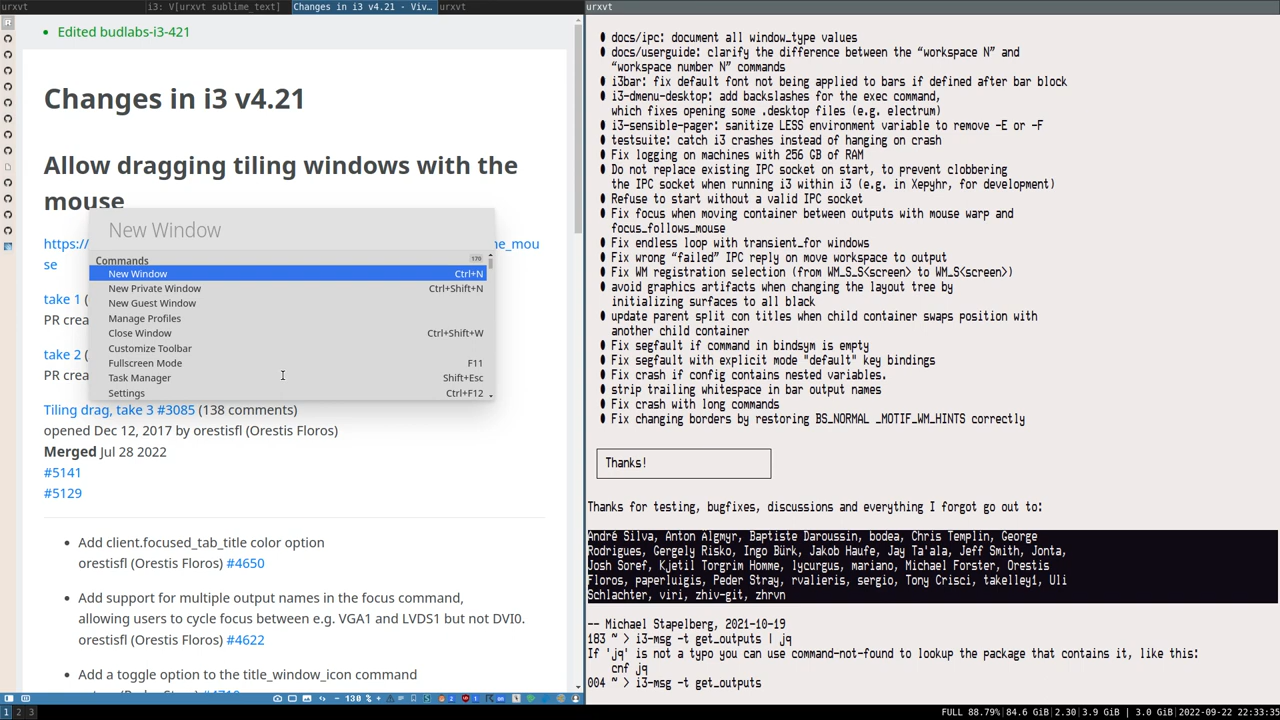 urxvt
i3: V[urxvt sublime_text]
Changes in i3 v4.21 - Viv…
urxvt
urxvt
Edited budlabs-i3-421
Changes in i3 v4.21
Allow dragging tiling windows with the
mouse
https://
ne_mou
se
take 1 (
PR crea
take 2 (
PR crea
New Window
Commands 170
New Window Ctrl+N
New Private Window Ctrl+Shift+N
New Guest Window
Manage Profiles
Close Window Ctrl+Shift+W
Customize Toolbar
Fullscreen Mode F11
Task Manager Shift+Esc
Settings Ctrl+F12
Tiling drag, take 3 #3085 (138 comments)
opened Dec 12, 2017 by orestisfl (Orestis Floros)
Merged Jul 28 2022
#5141
#5129
Add client.focused_tab_title color option
orestisfl (Orestis Floros) #4650
Add support for multiple output names in the focus command,
allowing users to cycle focus between e.g. VGA1 and LVDS1 but not DVI0.
orestisfl (Orestis Floros) #4622
Add a toggle option to the title_window_icon command
− 130 % +
docs/ipc: document all window_type values
docs/userguide: clarify the difference between the “workspace N” and
“workspace number N” commands
i3bar: fix default font not being applied to bars if defined after bar block
i3-dmenu-desktop: add backslashes for the exec command,
which fixes opening some .desktop files (e.g. electrum)
i3-sensible-pager: sanitize LESS environment variable to remove -E or -F
testsuite: catch i3 crashes instead of hanging on crash
Fix logging on machines with 256 GB of RAM
Do not replace existing IPC socket on start, to prevent clobbering
the IPC socket when running i3 within i3 (e.g. in Xepyhr, for development)
Refuse to start without a valid IPC socket
Fix focus when moving container between outputs with mouse warp and
focus_follows_mouse
Fix endless loop with transient_for windows
Fix wrong “failed” IPC reply on move workspace to output
Fix WM registration selection (from WM_S_S<screen> to WM_S<screen>)
avoid graphics artifacts when changing the layout tree by
initializing surfaces to all black
update parent split con titles when child container swaps position with
another child container
Fix segfault if command in bindsym is empty
Fix segfault with explicit mode "default" key bindings
Fix crash if config contains nested variables.
strip trailing whitespace in bar output names
Fix crash with long commands
Fix changing borders by restoring BS_NORMAL _MOTIF_WM_HINTS correctly
Thanks!
Thanks for testing, bugfixes, discussions and everything I forgot go out to:
André Silva, Anton Algmyr, Baptiste Daroussin, bodea, Chris Templin, George
Rodrigues, Gergely Risko, Ingo Bürk, Jakob Haufe, Jay Ta'ala, Jeff Smith, Jonta,
Josh Soref, Kjetil Torgrim Homme, lycurgus, mariano, Michael Forster, Orestis
Floros, paperluigis, Peder Stray, rvalieris, sergio, Tony Crisci, takelley1, Uli
Schlachter, viri, zhiv-git, zhrvn
-- Michael Stapelberg, 2021-10-19
183 ~ > i3-msg -t get_outputs | jq
If 'jq' is not a typo you can use command-not-found to lookup the package that contains it, like this:
cnf jq
004 ~ > i3-msg -t get_outputs
1 2 3
FULL 88.79% | 84.6 GiB | 2.30 | 3.9 GiB | 3.0 GiB | 2022-09-22 22:33:35